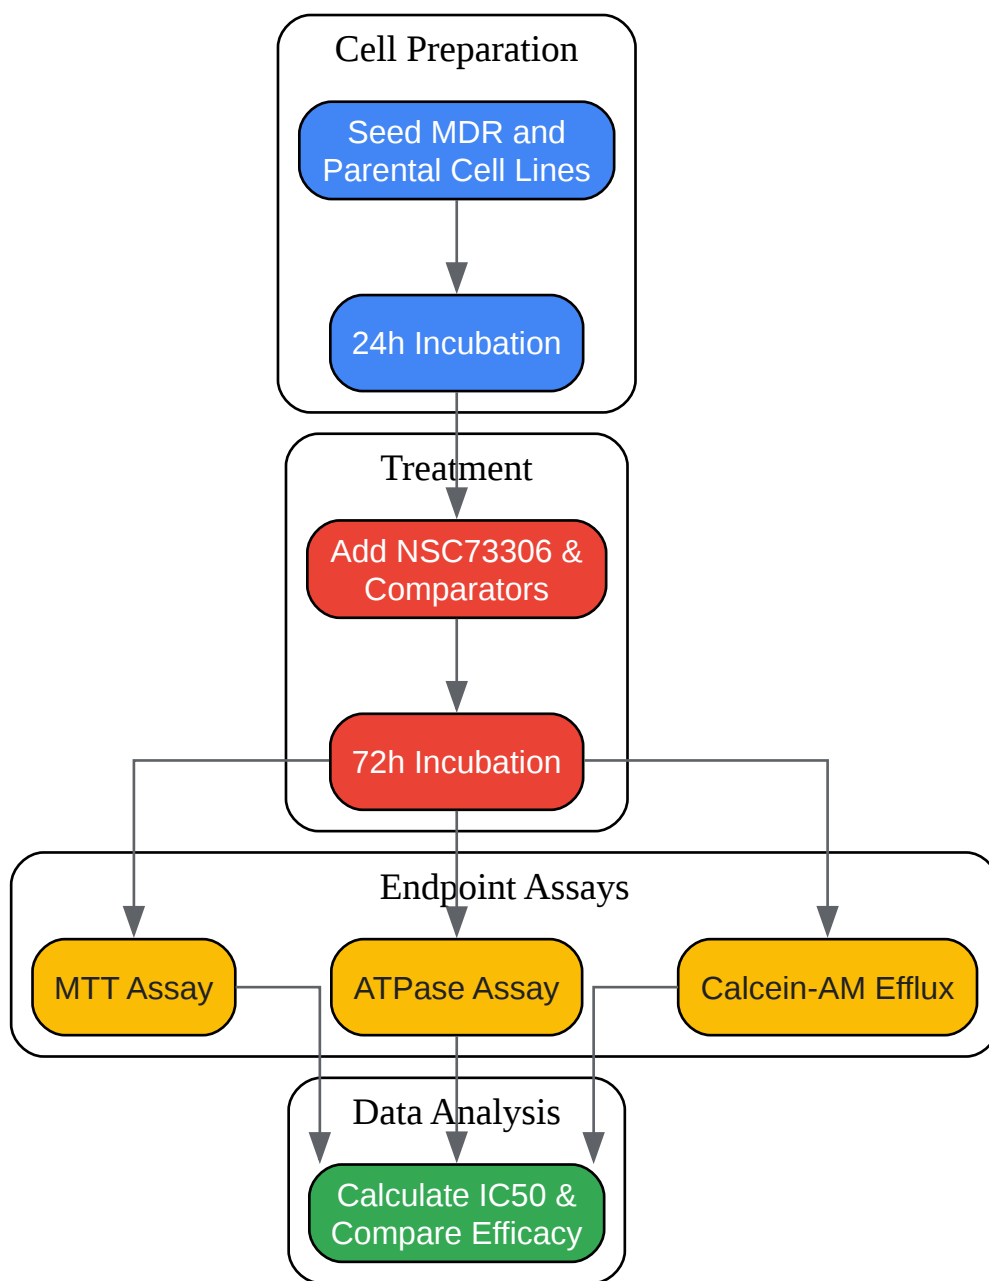 Cell Preparation
Seed MDR and
Parental Cell Lines
24h Incubation
Treatment
Add NSC73306 &
Comparators
72h Incubation
Endpoint Assays
MTT Assay
ATPase Assay
Calcein-AM Efflux
Data Analysis
Calculate IC50 &
Compare Efficacy